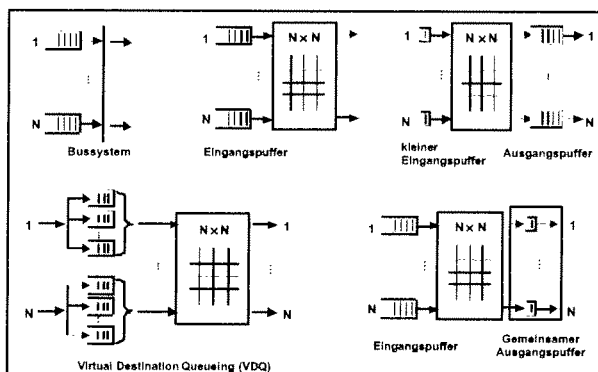 1
N
Bussystem
1
N
N×N
Eingangspuffer
1
N
N×N
1
N
kleiner
Eingangspuffer
Ausgangspuffer
1
N
N×N
1
N
Virtual Destination Queueing (VDQ)
1
N
N×N
1
N
Eingangspuffer
Gemeinsamer
Ausgangspuffer